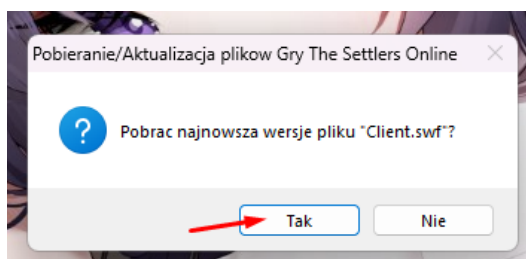 Pobieranie/Aktualizacja plikow Gry The Settlers Online
Pobrac najnowsza wersje pliku "Client.swf"?
Tak
Nie